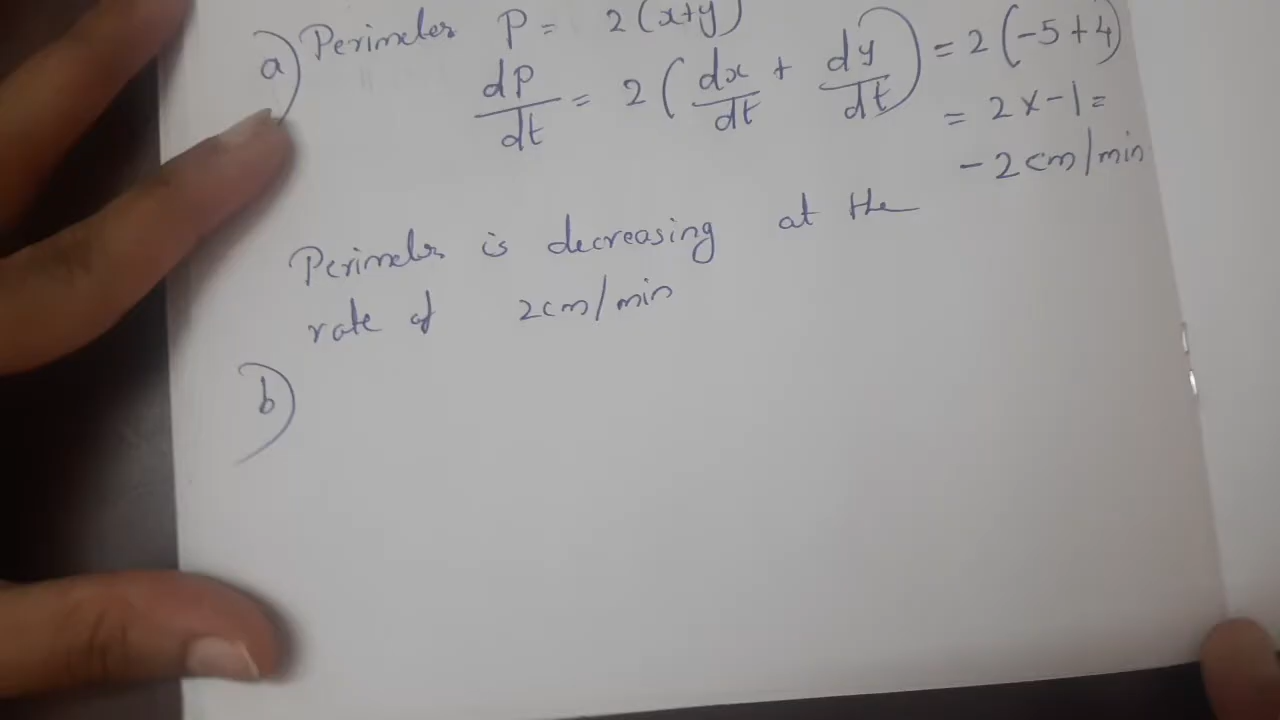 a) Perimeter P = 2(x+y)
dP/dt = 2(dx/dt + dy/dt) = 2(-5+4)
= 2x-1 =
-2cm/min
Perimeter is decreasing at the
rate of 2cm/min
b)